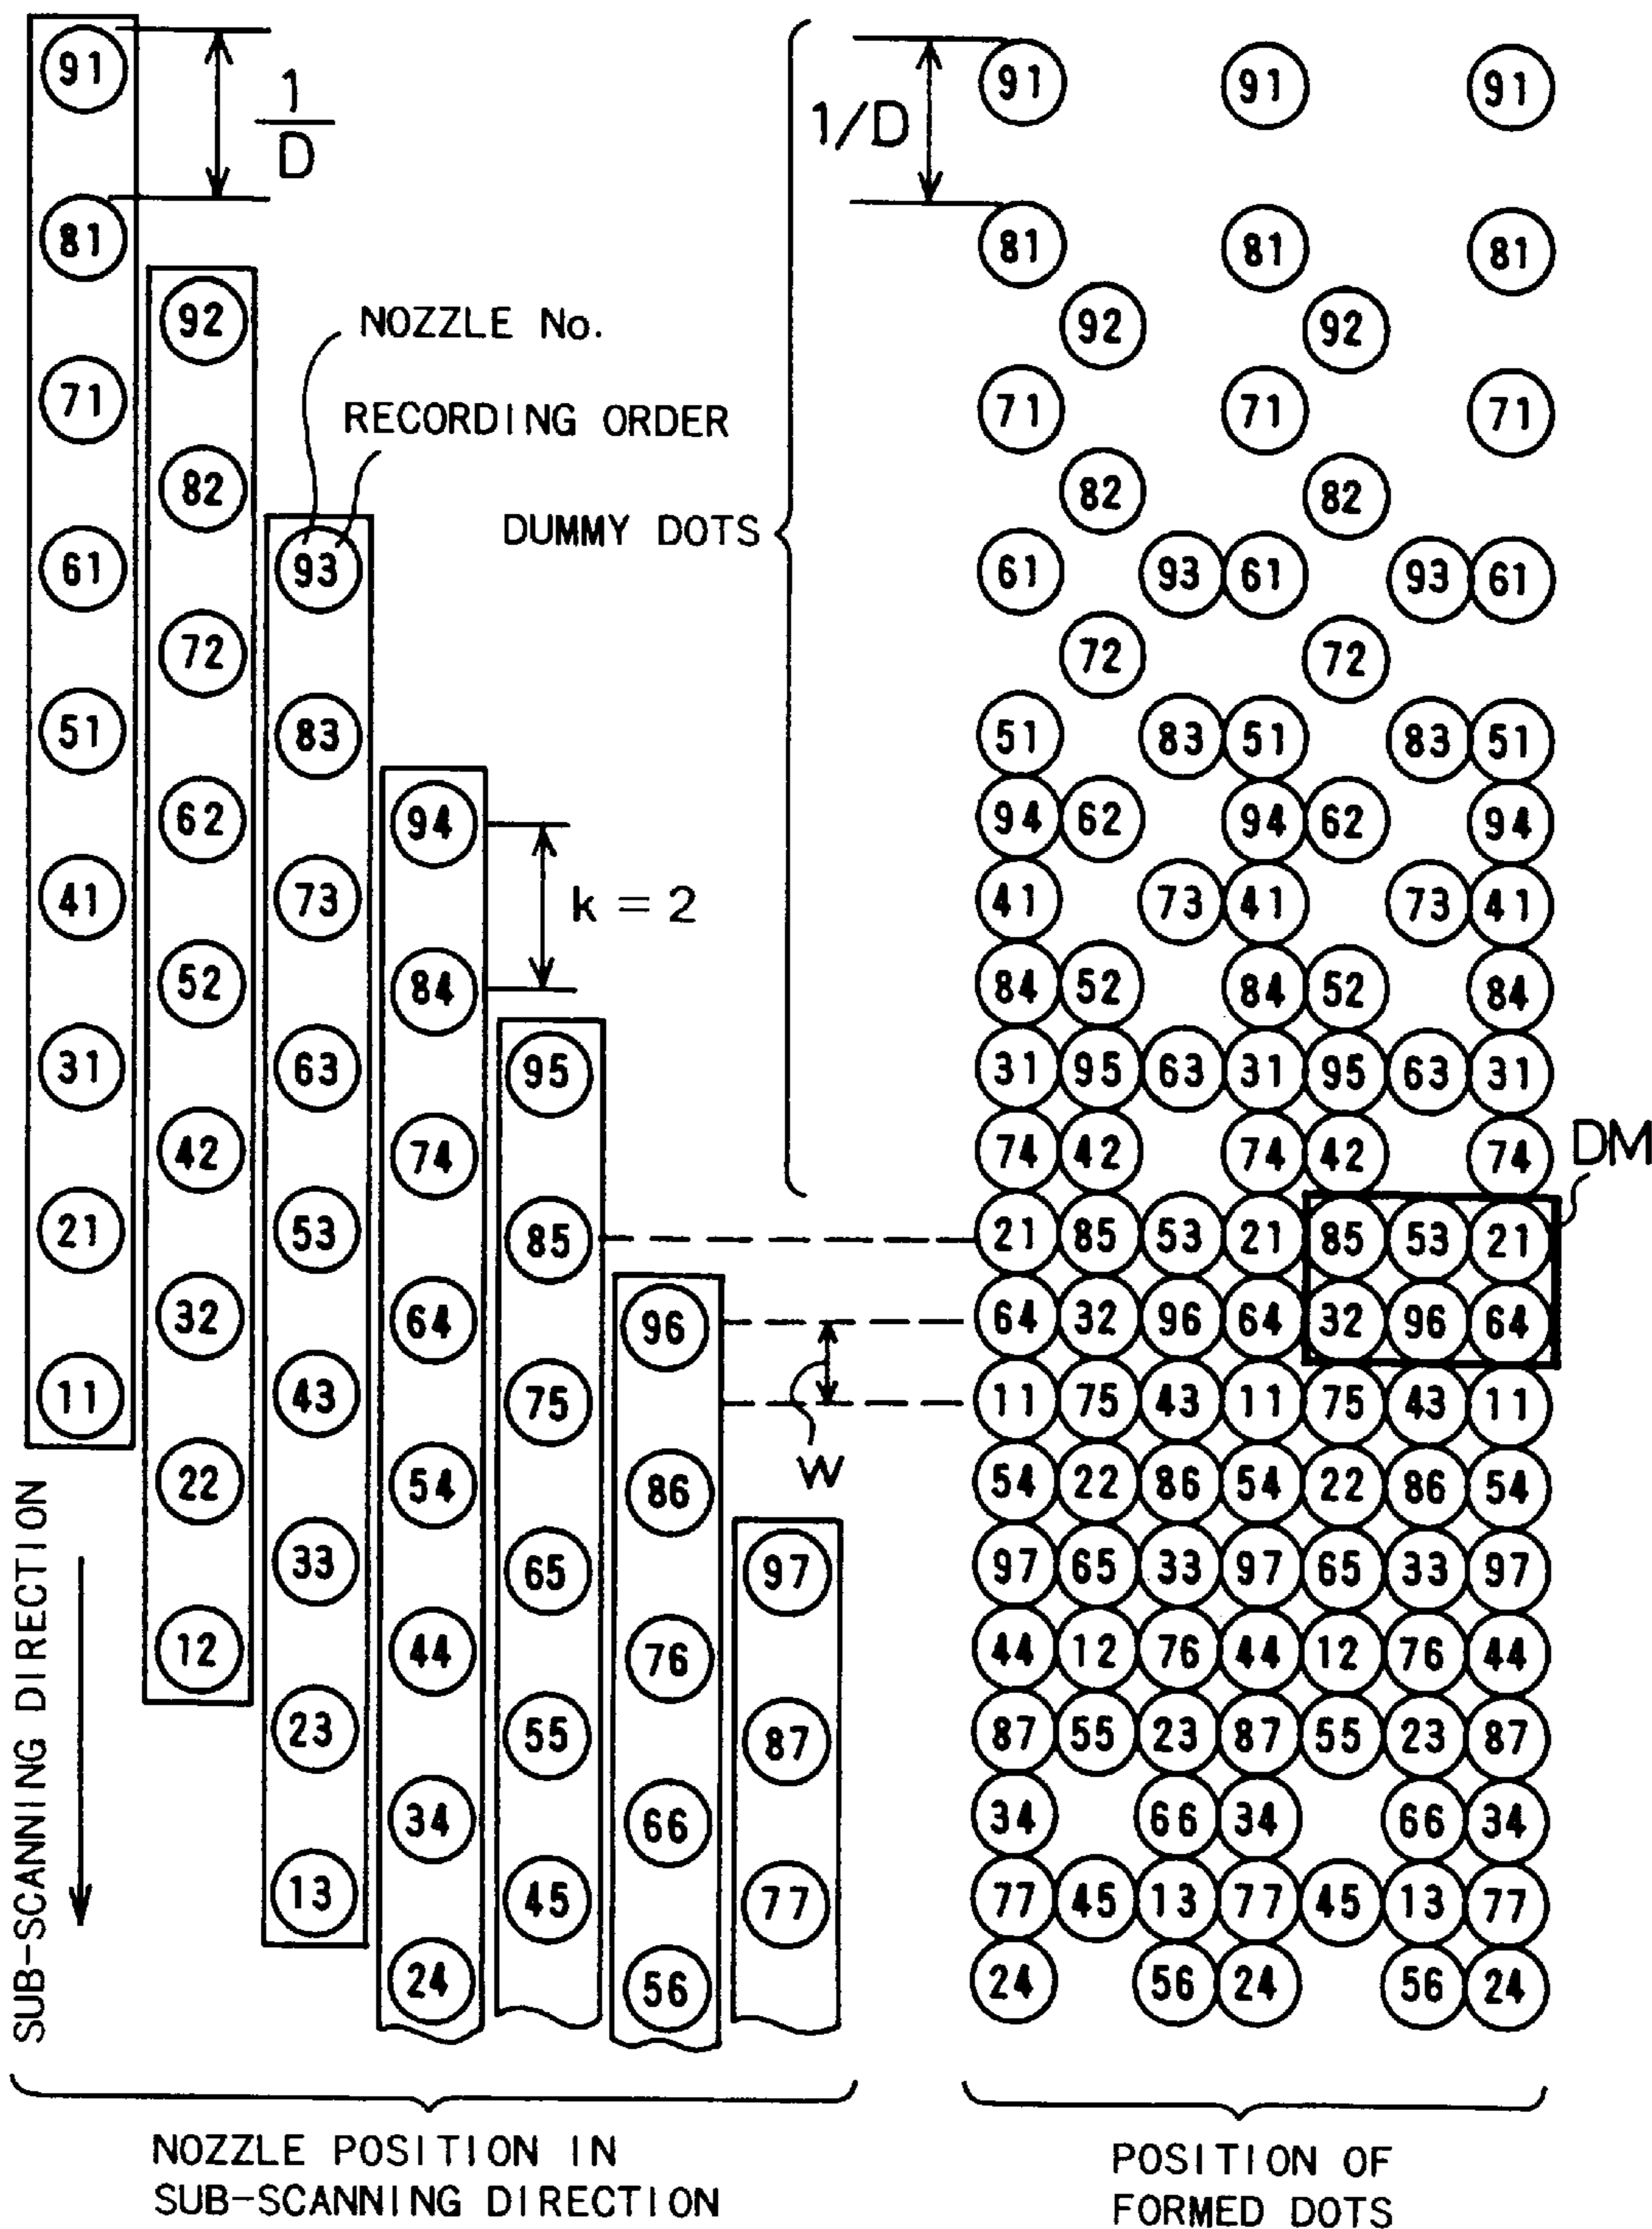 91
81
71
61
51
41
31
21
11
1
D
92
82
72
62
52
42
32
22
12
NOZZLE No.
RECORDING ORDER
93
83
73
63
53
43
33
23
13
94
84
74
64
54
44
34
24
k = 2
95
85
75
65
55
45
96
86
76
66
56
97
87
77
W
SUB-SCANNING DIRECTION
NOZZLE POSITION IN
SUB-SCANNING DIRECTION
DUMMY DOTS
1/D
91 91 91
81 81 81
92 92
71 71 71
82 82
61 93 61 93 61
72 72
51 83 51 83 51
94 62 94 62 94
41 73 41 73 41
84 52 84 52 84
31 95 63 31 95 63 31
74 42 74 42 74
DM
21 85 53 21 85 53 21
64 32 96 64 32 96 64
11 75 43 11 75 43 11
54 22 86 54 22 86 54
97 65 33 97 65 33 97
44 12 76 44 12 76 44
87 55 23 87 55 23 87
34 66 34 66 34
77 45 13 77 45 13 77
24 56 24 56 24
POSITION OF
FORMED DOTS